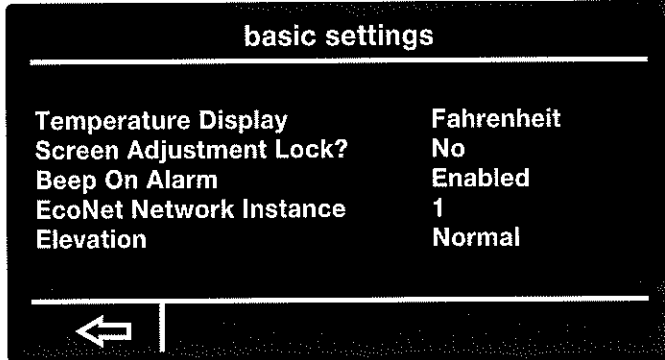 basic settings
Temperature Display Fahrenheit
Screen Adjustment Lock? No
Beep On Alarm Enabled
EcoNet Network Instance 1
Elevation Normal